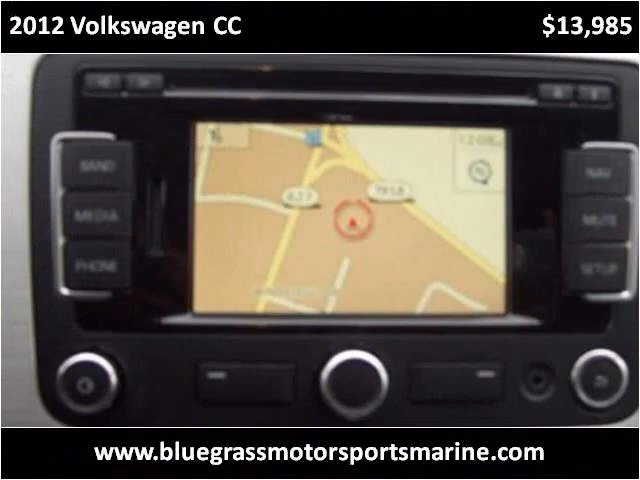 2012 Volkswagen CC $13,985
BAND
NAV
MEDIA
MUTE
PHONE
SETUP
www.bluegrassmotorsportsmarine.com